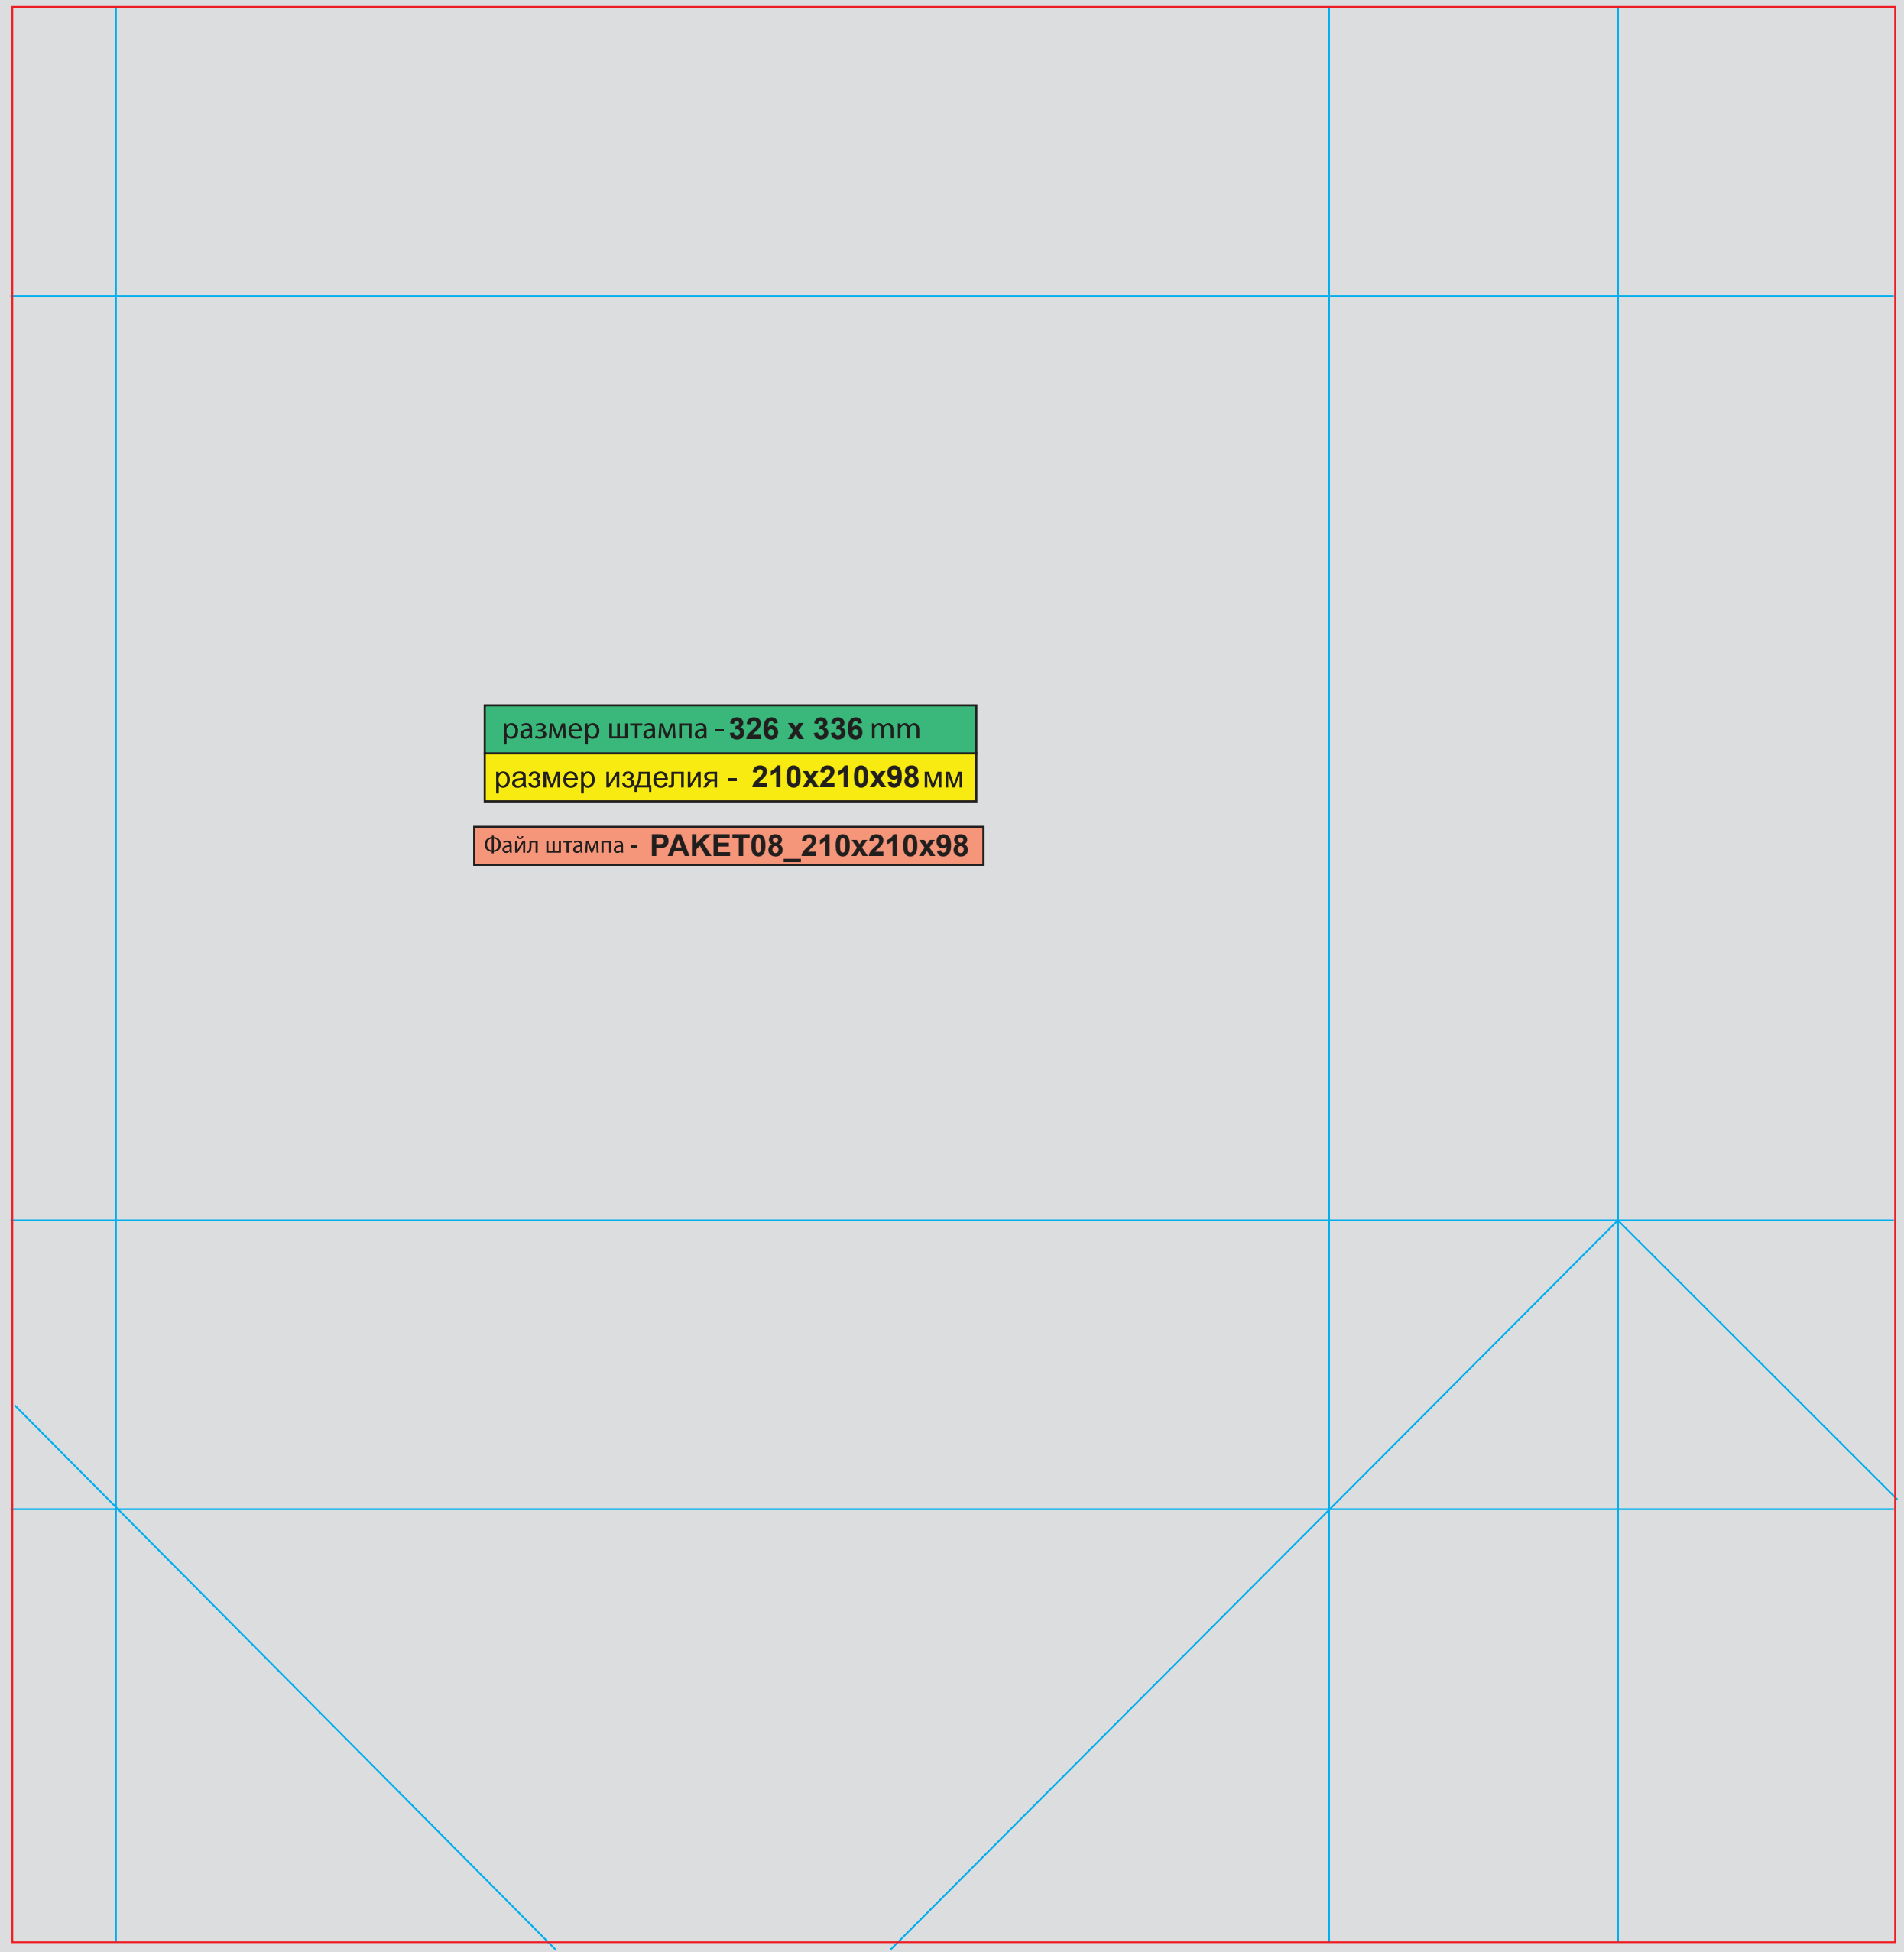 размер штампа - 326 x 336 mm
размер изделия - 210x210x98 мм
Файл штампа - PAKET08_210x210x98